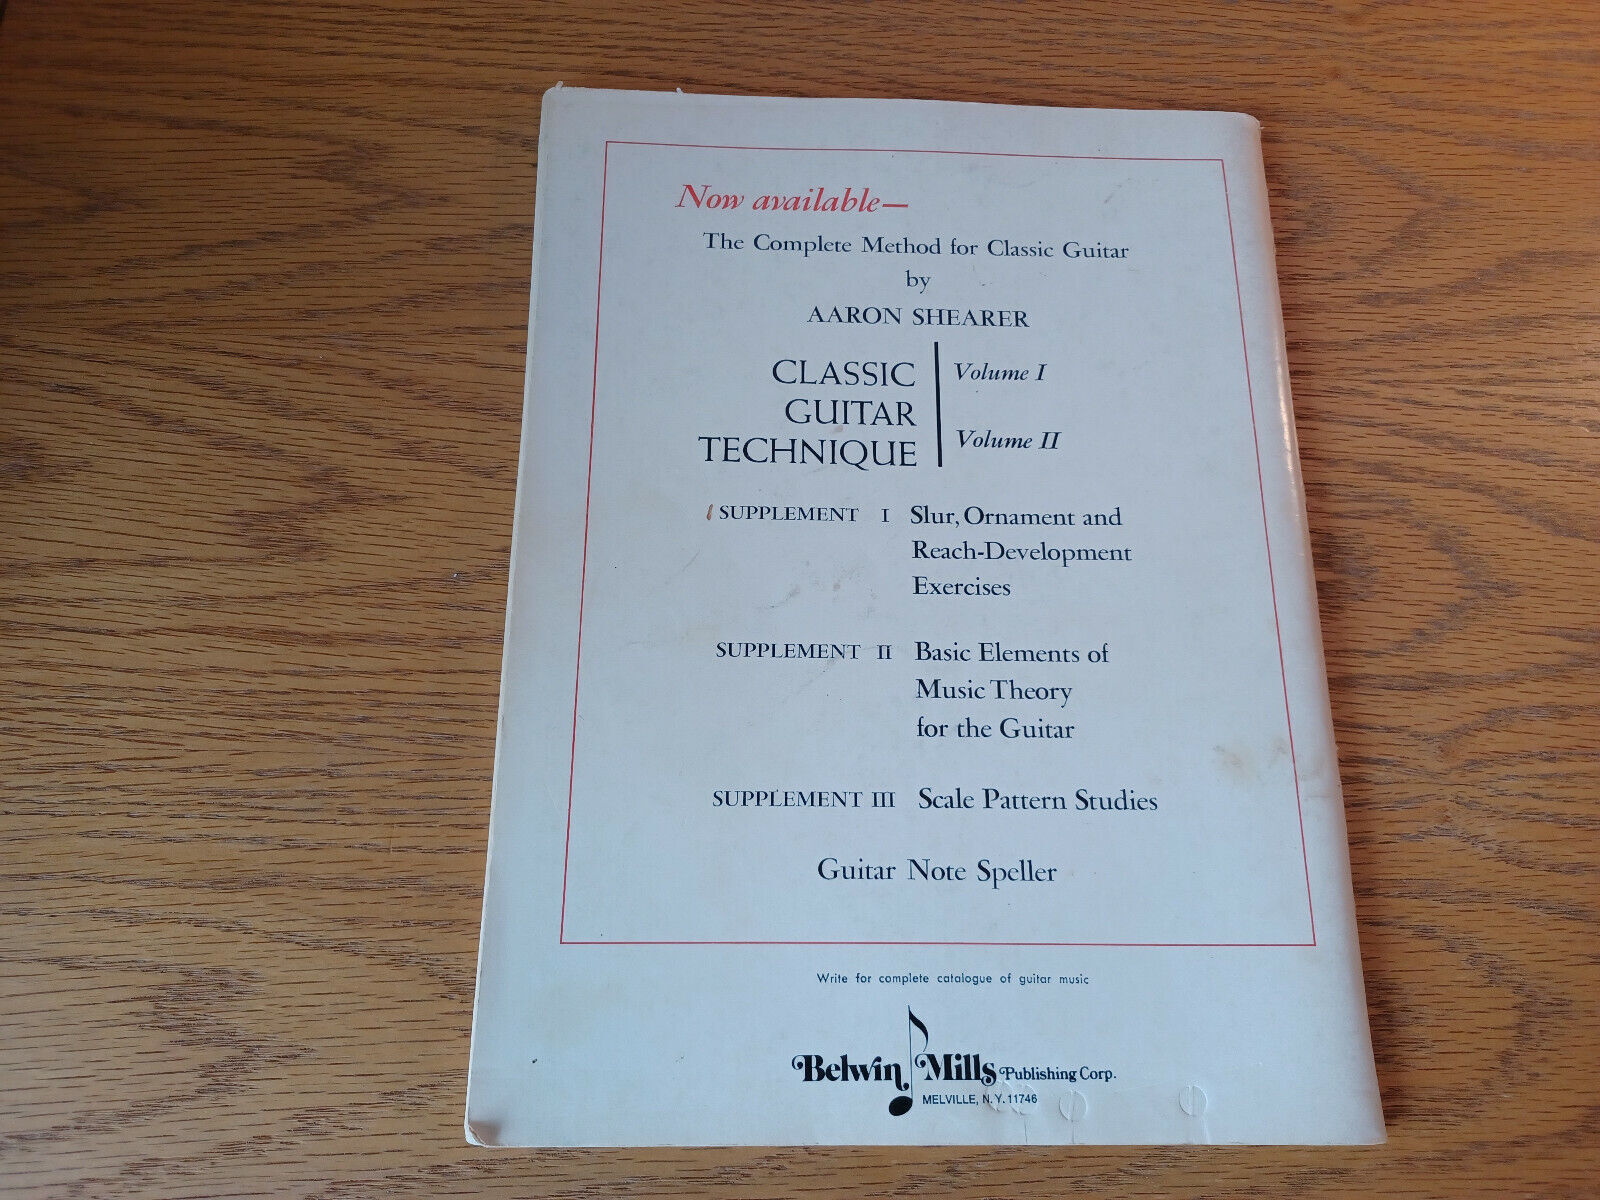 Now available—
The Complete Method for Classic Guitar
by
AARON SHEARER
CLASSIC
GUITAR
TECHNIQUE
Volume I
Volume II
SUPPLEMENT I Slur, Ornament and
Reach-Development
Exercises
SUPPLEMENT II Basic Elements of
Music Theory
for the Guitar
SUPPLEMENT III Scale Pattern Studies
Guitar Note Speller
Write for complete catalogue of guitar music
Belwin Mills Publishing Corp.
MELVILLE, N.Y. 11746